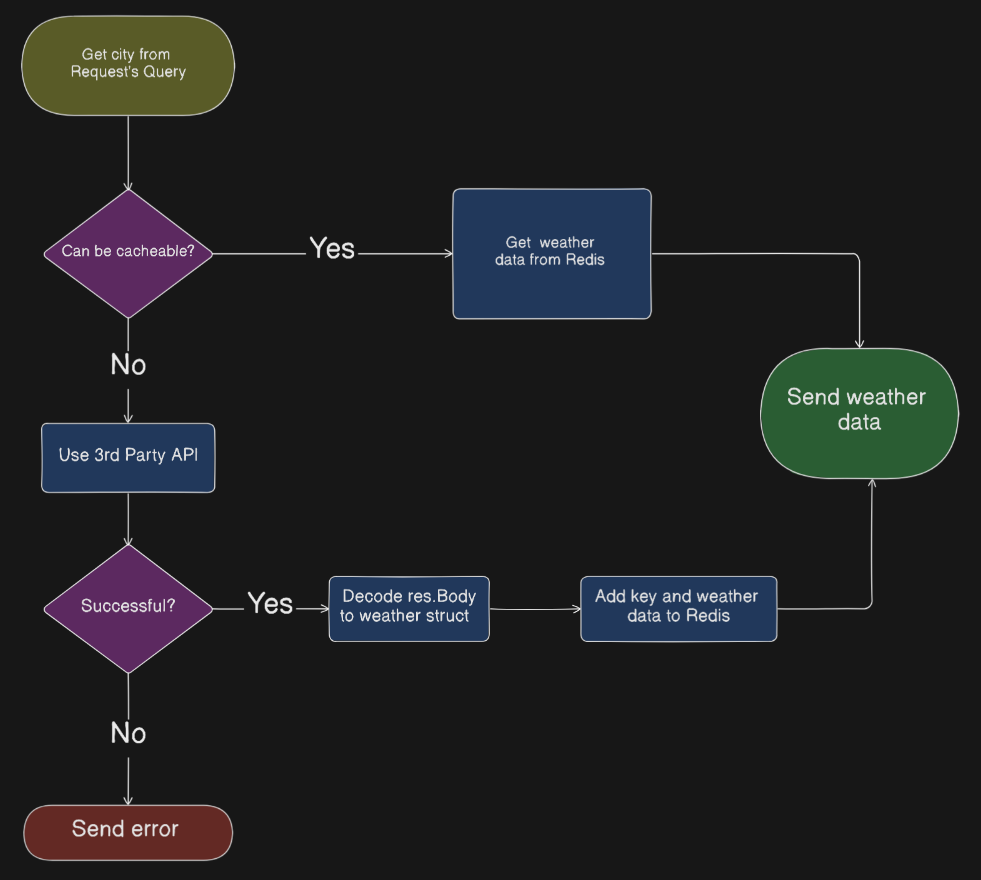 Get city from
Request's Query
Can be cacheable?
Yes
Get weather
data from Redis
Send weather
data
No
Use 3rd Party API
Successful?
Yes
Decode res.Body
to weather struct
Add key and weather
data to Redis
No
Send error